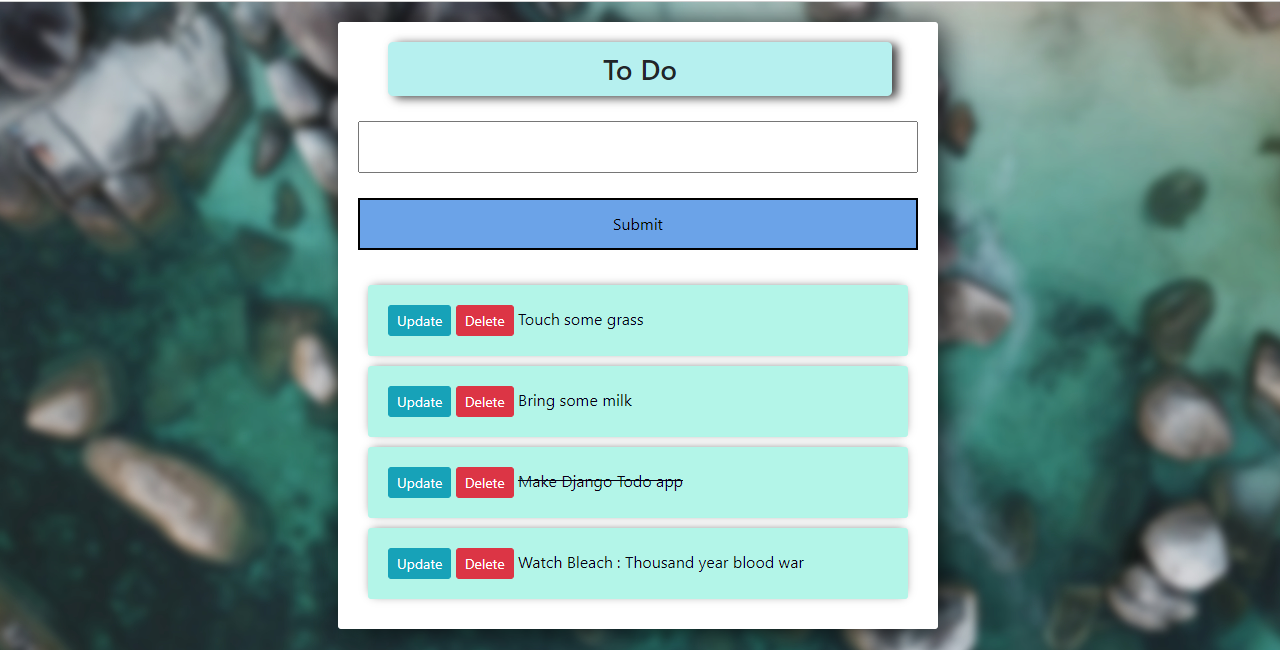 To Do
Submit
Update Delete Touch some grass
Update Delete Bring some milk
Update Delete Make Django Todo app
Update Delete Watch Bleach : Thousand year blood war